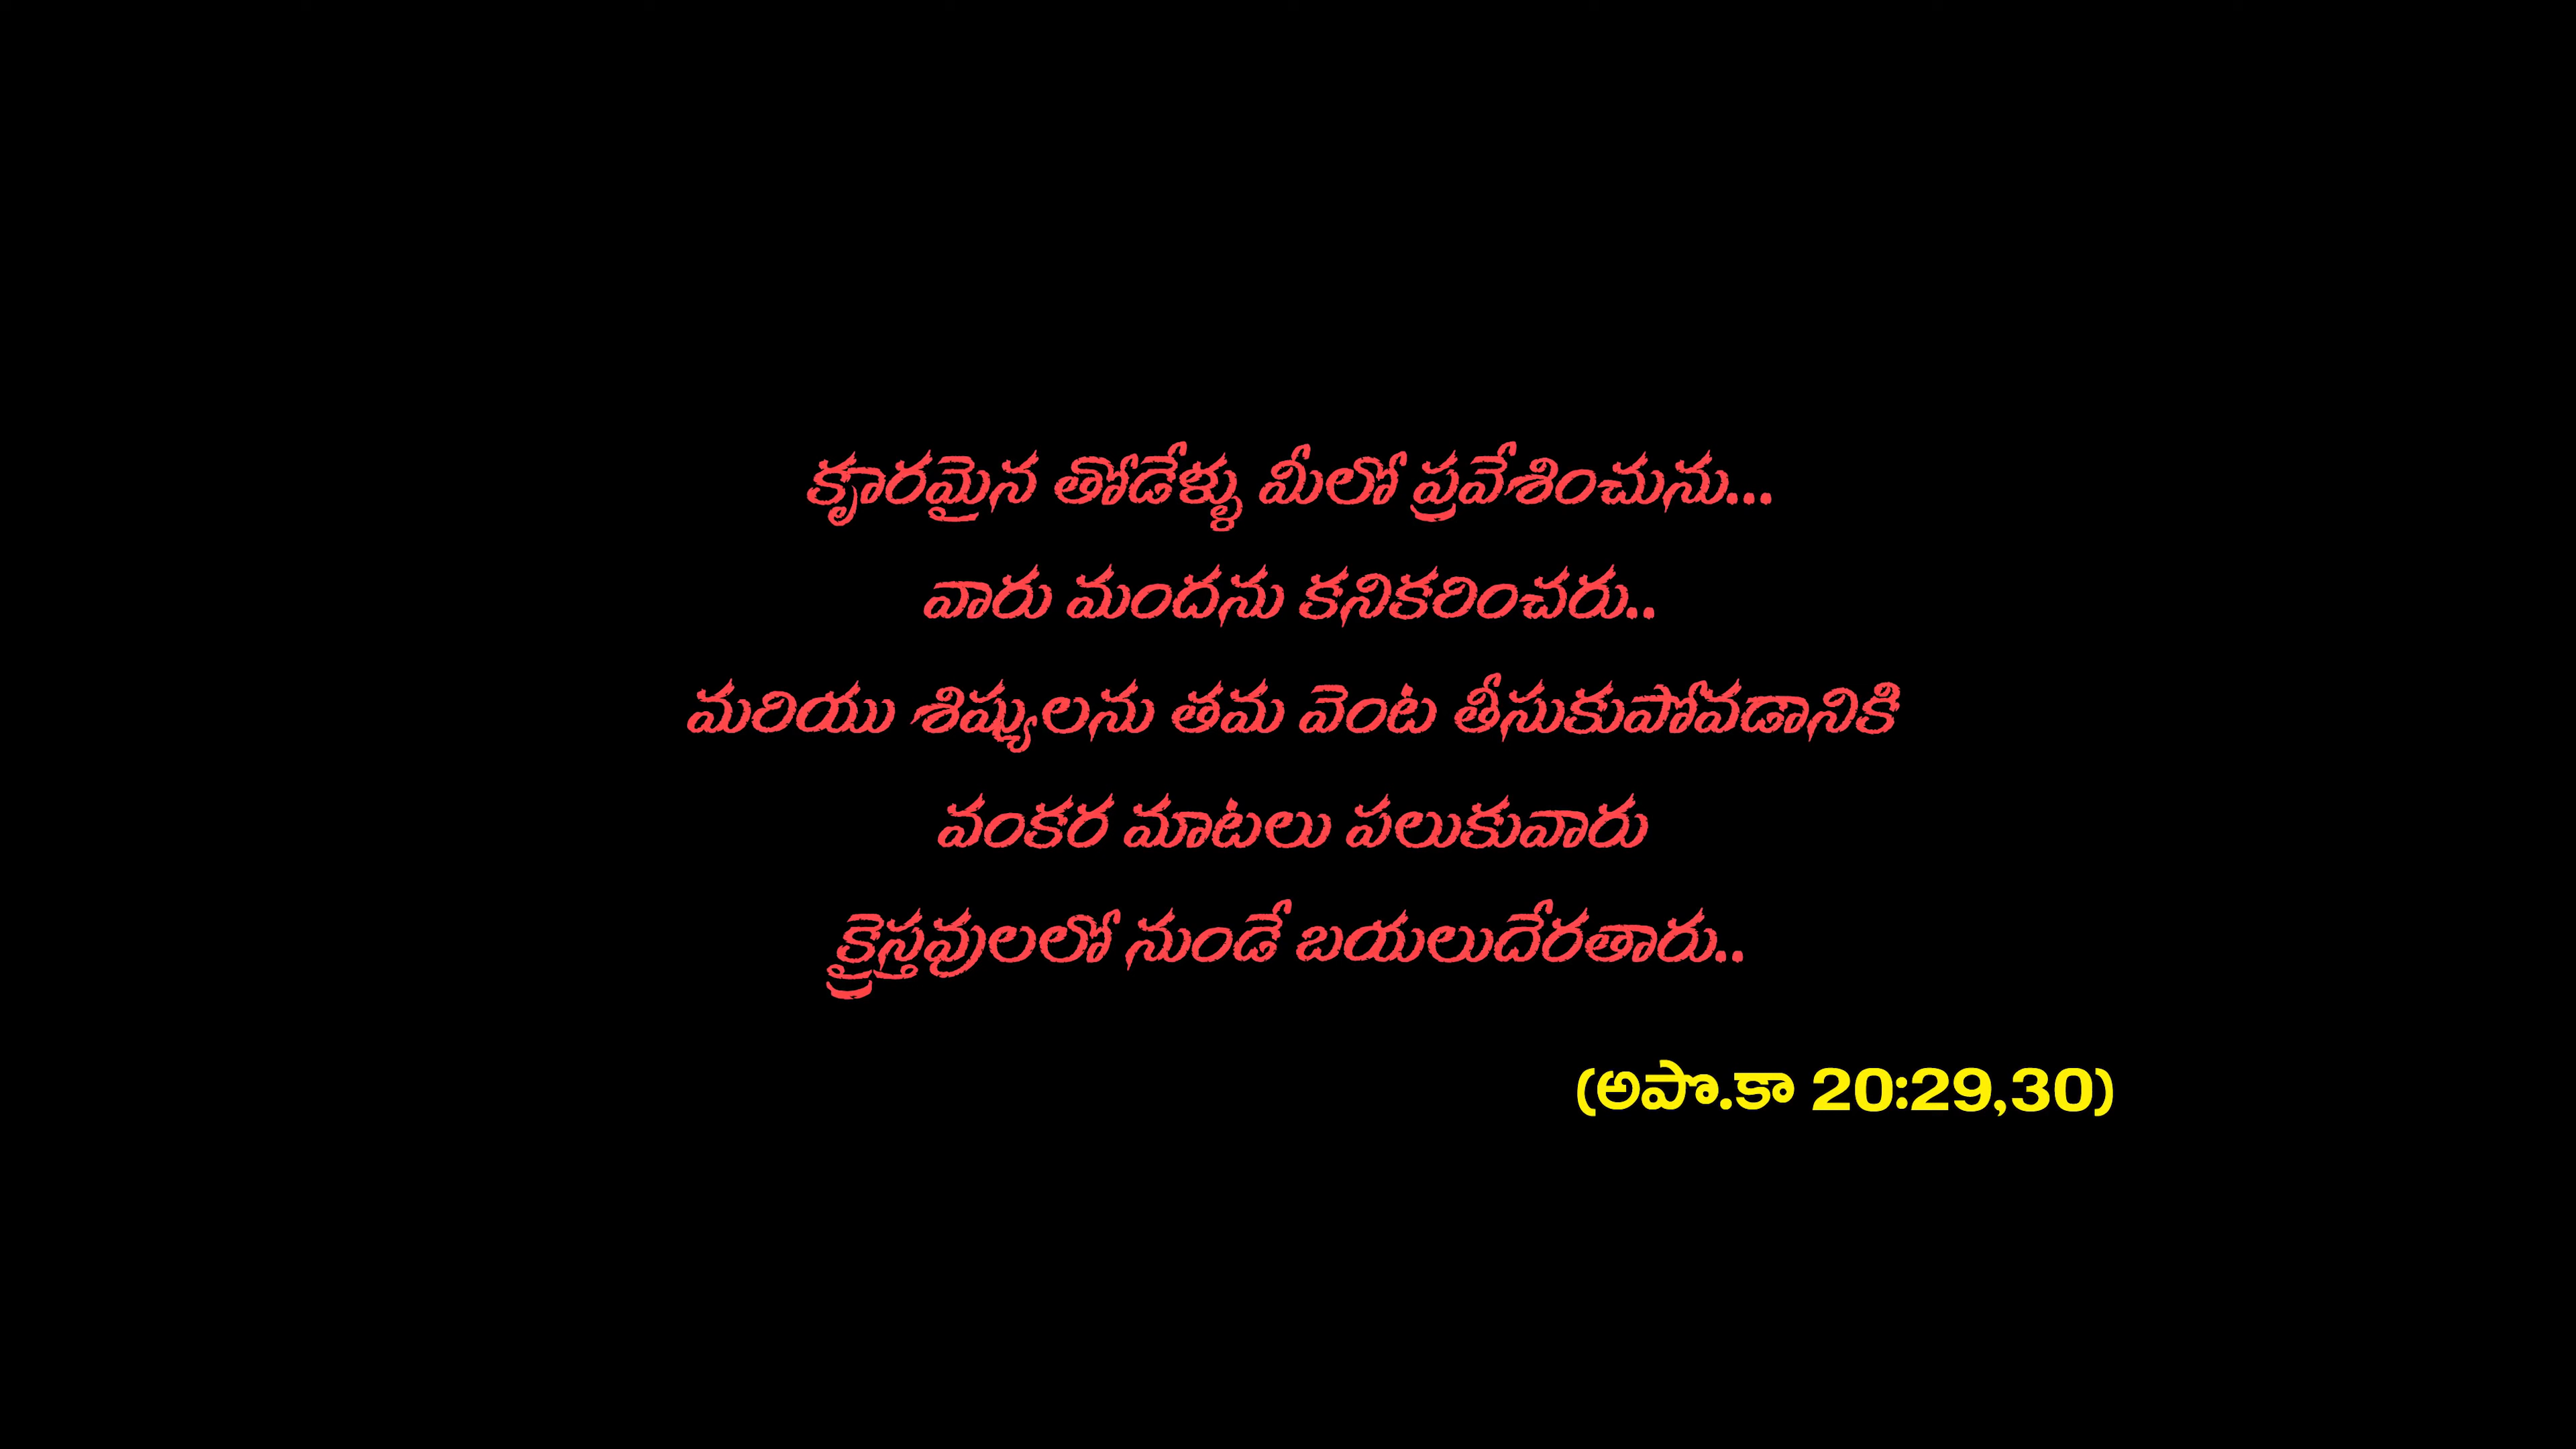 కౄరమైన తోడేళ్ళు మీలో ప్రవేశించును...
వారు మందను కనికరించరు..
మరియు శిష్యులను తమ వెంట తీసుకుపోవడానికి
వంకర మాటలు పలుకువారు
క్రైస్తవులలో నుండే బయలుదేరతారు..
(అపొ.కా 20:29,30)